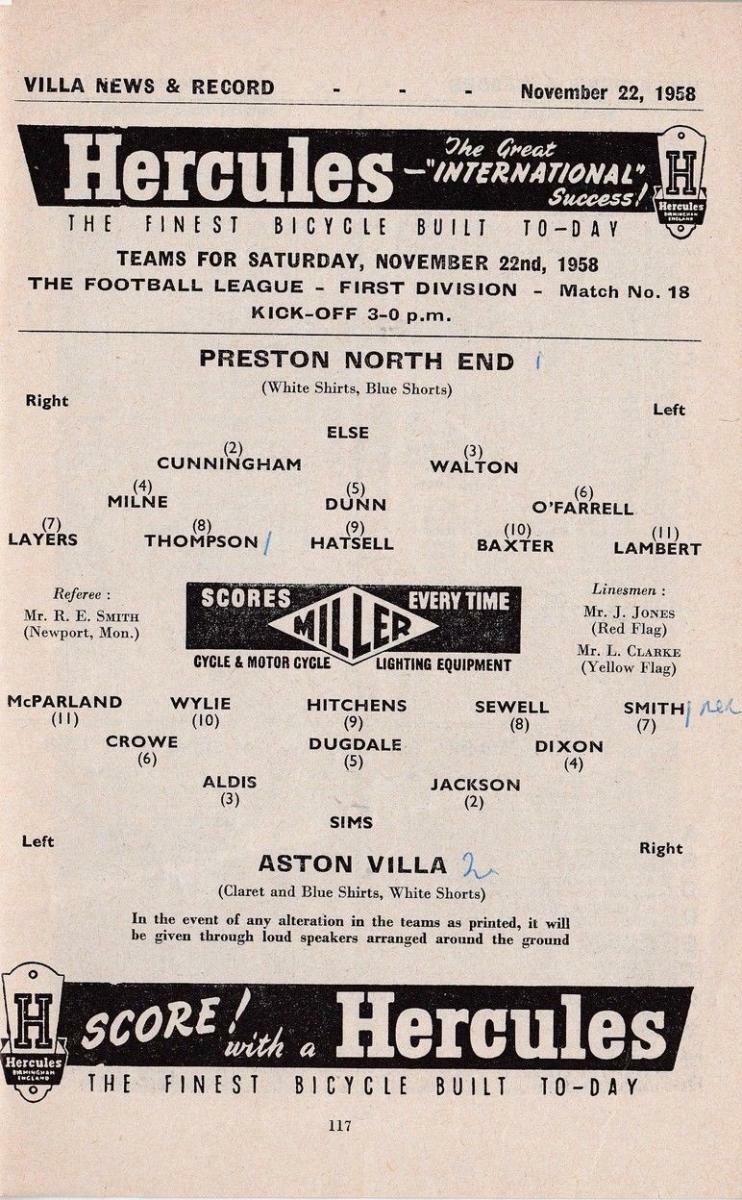 VILLA NEWS & RECORD - - - November 22, 1958
Hercules – The Great "INTERNATIONAL" Success!
H
Hercules
BIRMINGHAM
ENGLAND
THE FINEST BICYCLE BUILT TO-DAY
TEAMS FOR SATURDAY, NOVEMBER 22nd, 1958
THE FOOTBALL LEAGUE – FIRST DIVISION – Match No. 18
KICK-OFF 3-0 p.m.
PRESTON NORTH END 1
(White Shirts, Blue Shorts)
Right Left
ELSE
(2) (3)
CUNNINGHAM WALTON
(4) (5) (6)
MILNE DUNN O'FARRELL
(7) (8) (9) (10) (11)
LAYERS THOMPSON / HATSELL BAXTER LAMBERT
Referee :
Mr. R. E. SMITH
(Newport, Mon.)
SCORES EVERY TIME
MILLER
CYCLE & MOTOR CYCLE LIGHTING EQUIPMENT
Linesmen :
Mr. J. JONES
(Red Flag)
Mr. L. CLARKE
(Yellow Flag)
McPARLAND WYLIE HITCHENS SEWELL SMITH
(11) (10) (9) (8) (7)
CROWE DUGDALE DIXON
(6) (5) (4)
ALDIS JACKSON
(3) (2)
SIMS
Left Right
ASTON VILLA 2
(Claret and Blue Shirts, White Shorts)
In the event of any alteration in the teams as printed, it will
be given through loud speakers arranged around the ground
H
Hercules
BIRMINGHAM
ENGLAND
SCORE! with a Hercules
THE FINEST BICYCLE BUILT TO-DAY
117